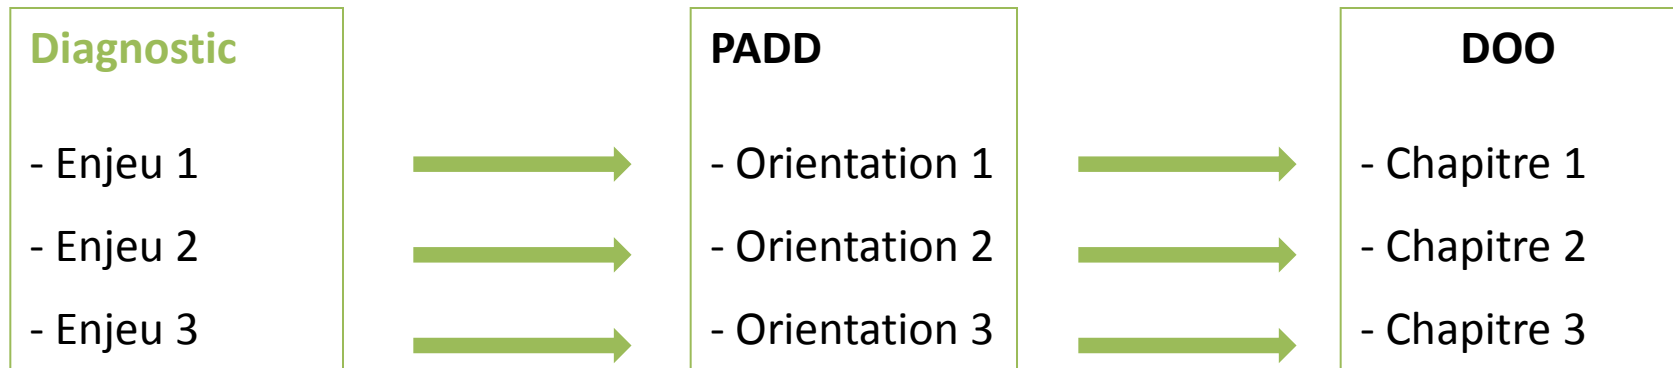 Diagnostic
- Enjeu 1
- Enjeu 2
- Enjeu 3
PADD
- Orientation 1
- Orientation 2
- Orientation 3
DOO
- Chapitre 1
- Chapitre 2
- Chapitre 3